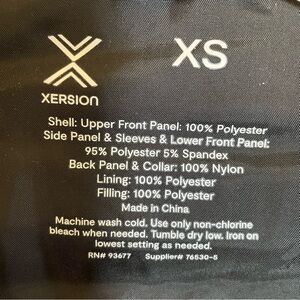 XS
XERSION
Shell: Upper Front Panel: 100% Polyester
Side Panel & Sleeves & Lower Front Panel:
95% Polyester 5% Spandex
Back Panel & Collar: 100% Nylon
Lining: 100% Polyester
Filling: 100% Polyester
Made in China
Machine wash cold. Use only non-chlorine
bleach when needed. Tumble dry low. Iron on
lowest setting as needed.
RN# 93677 Supplier# 76530-5